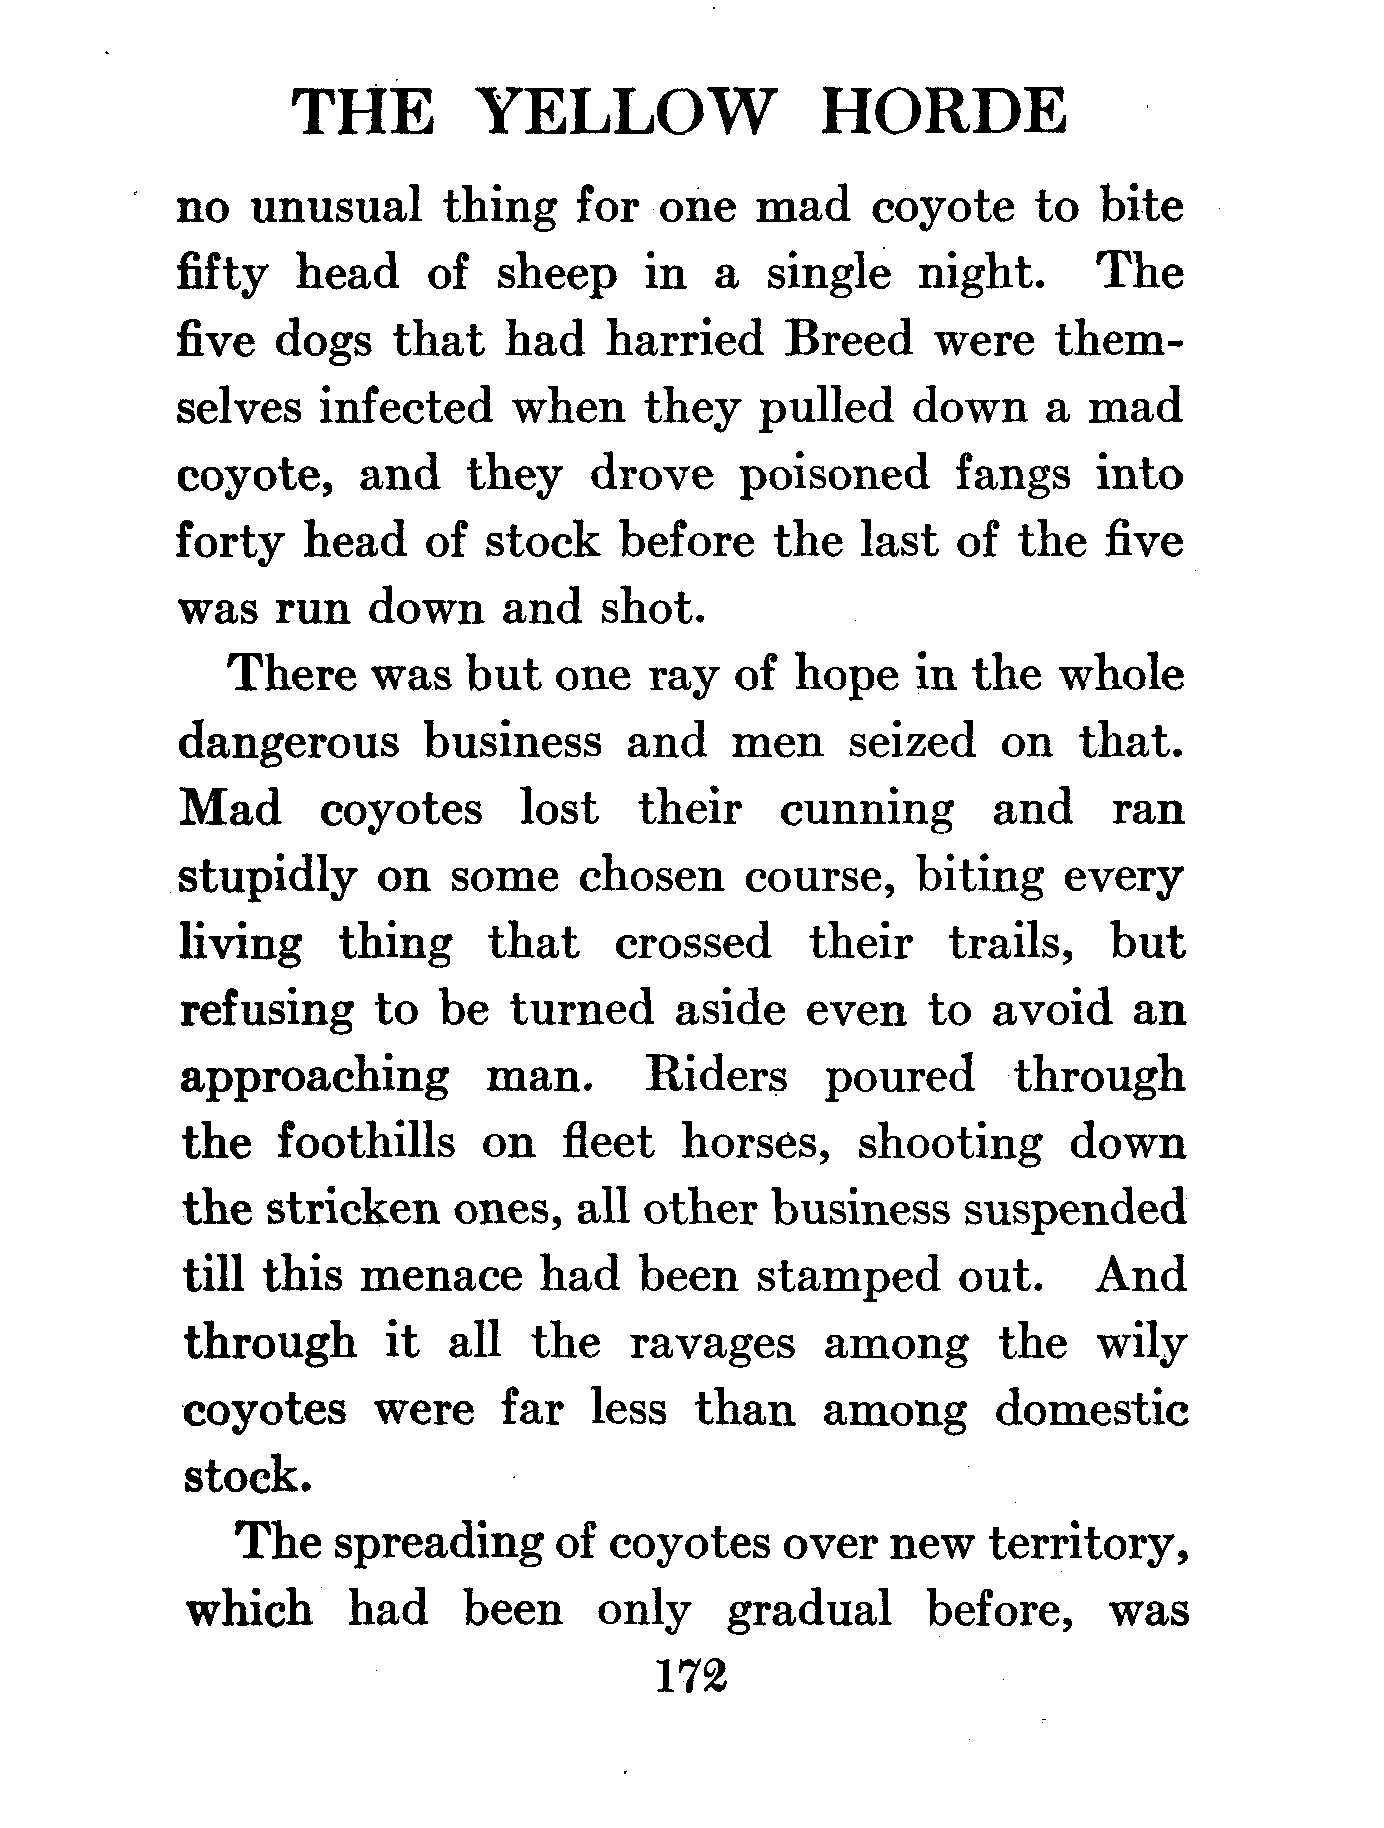 THE YELLOW HORDE
no unusual thing for one mad coyote to bite
fifty head of sheep in a single night. The
five dogs that had harried Breed were them-
selves infected when they pulled down a mad
coyote, and they drove poisoned fangs into
forty head of stock before the last of the five
was run down and shot.
There was but one ray of hope in the whole
dangerous business and men seized on that.
Mad coyotes lost their cunning and ran
stupidly on some chosen course, biting every
living thing that crossed their trails, but
refusing to be turned aside even to avoid an
approaching man. Riders poured through
the foothills on fleet horses, shooting down
the stricken ones, all other business suspended
till this menace had been stamped out. And
through it all the ravages among the wily
coyotes were far less than among domestic
stock.
The spreading of coyotes over new territory,
which had been only gradual before, was
172